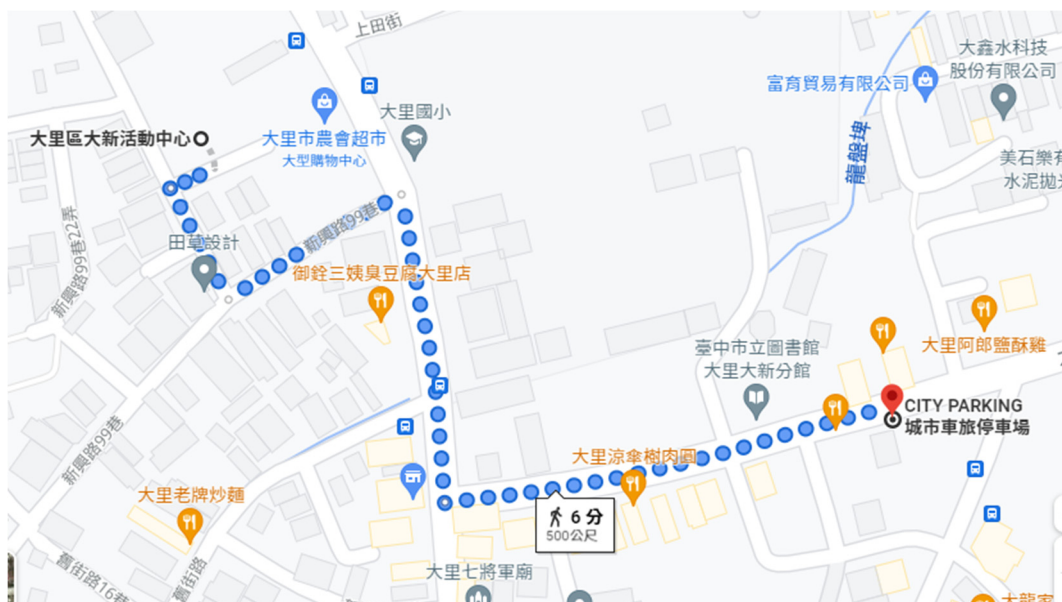 上田街
大里國小
大里區大新活動中心
大里市農會超市
大型購物中心
富育貿易有限公司
大鑫水科技
股份有限公司
龍盤埤
美石樂有
水泥拋光
新興路99巷
田草設計
新興路99巷22弄
御銓三姨臭豆腐大里店
臺中市立圖書館
大里大新分館
大里阿郎鹽酥雞
CITY PARKING
城市車旅停車場
新興路99巷
大里涼傘樹肉圓
大里老牌炒麵
6 分
500公尺
舊街路16巷
舊街路
大里七將軍廟
大龍家